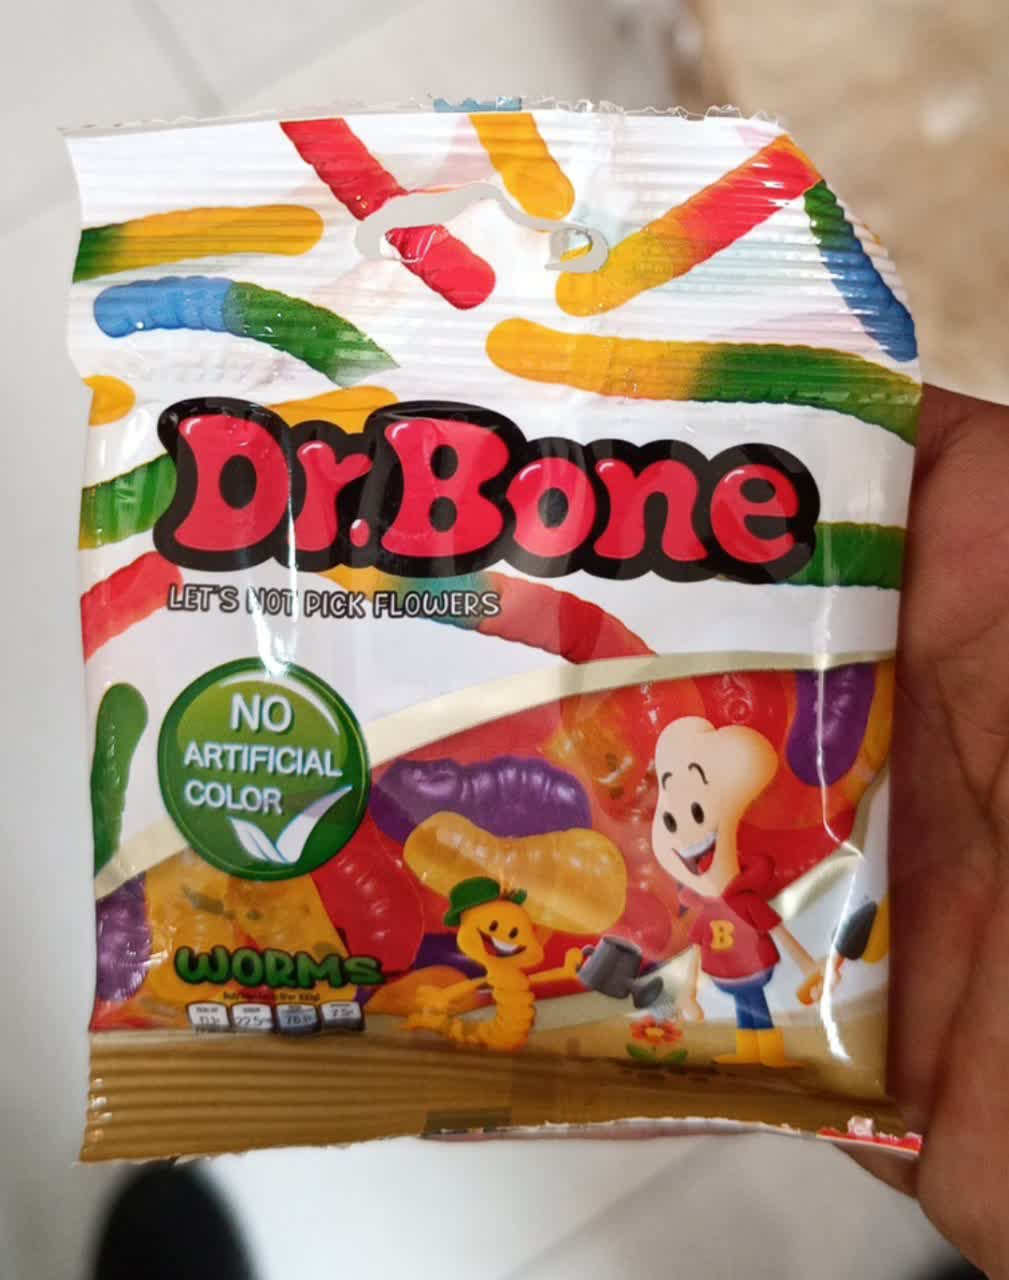 Dr. Bone
LET'S NOT PICK FLOWERS
NO
ARTIFICIAL
COLOR
B
WORMS